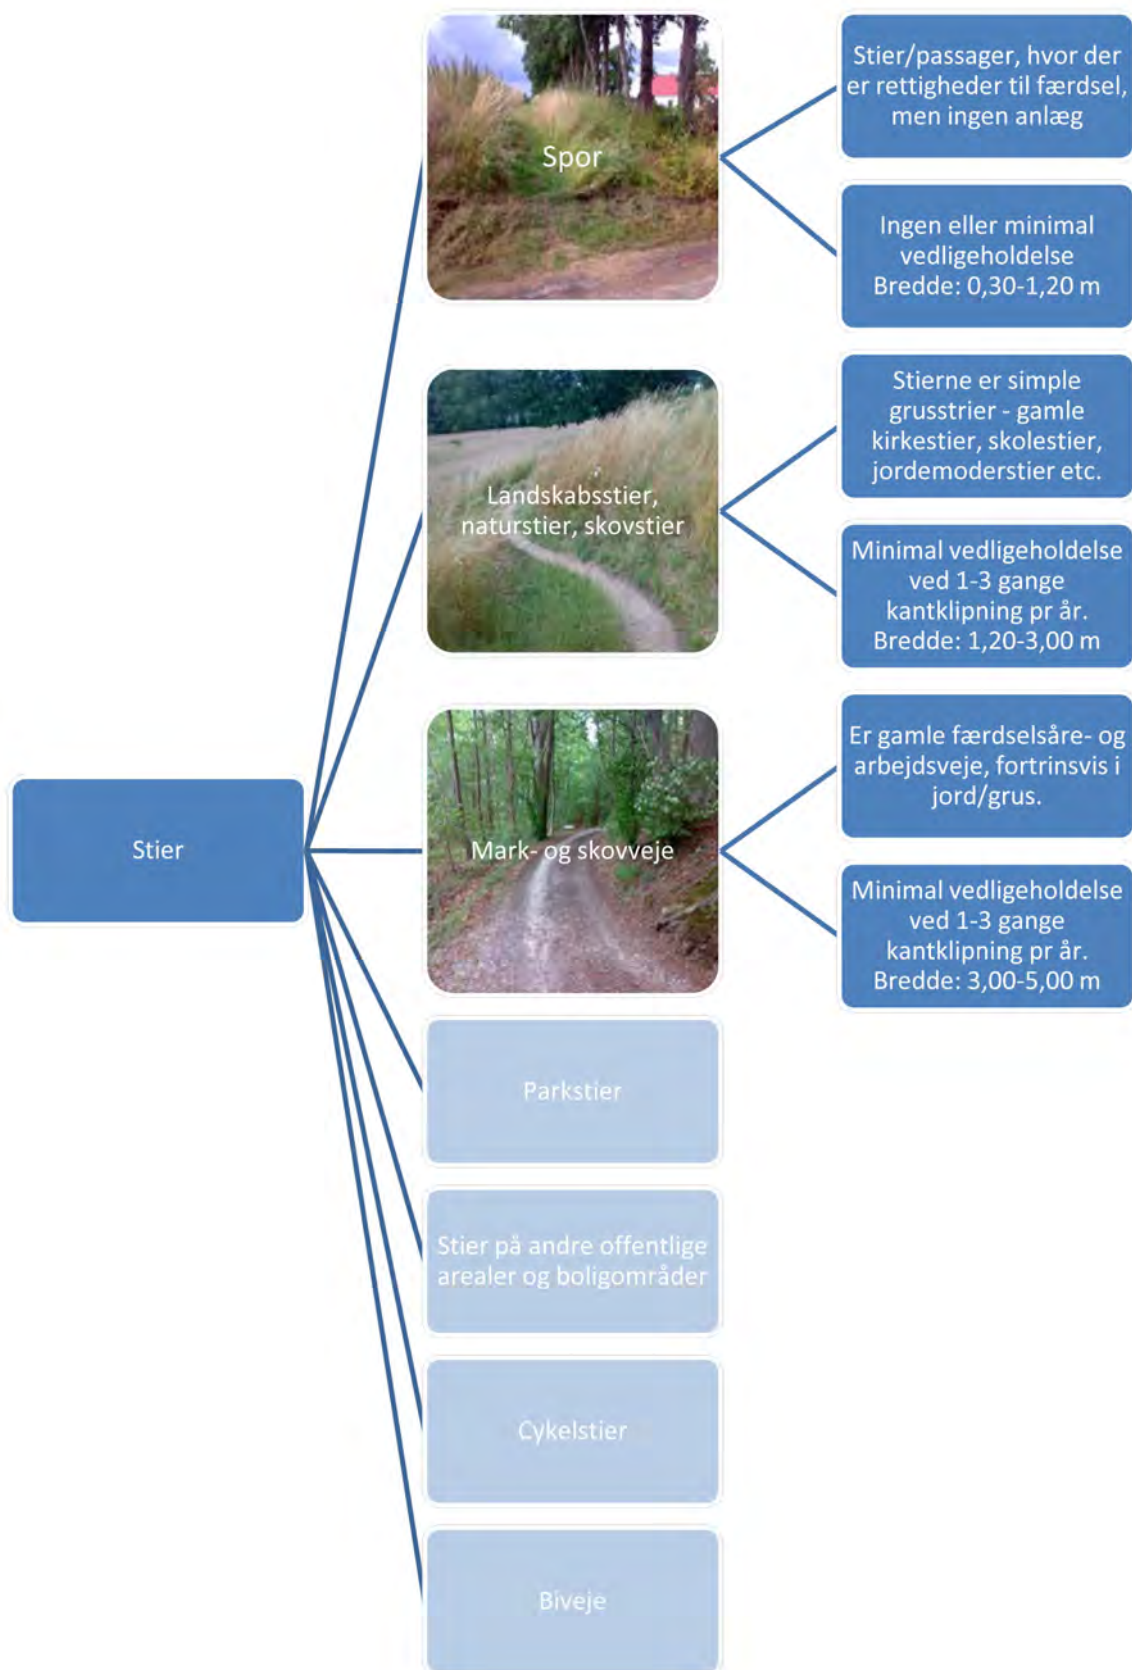 Stier
Spor
Stier/passager, hvor der
er rettigheder til færdsel,
men ingen anlæg
Ingen eller minimal
vedligeholdelse
Bredde: 0,30-1,20 m
Landskabsstier,
naturstier, skovstier
Stierne er simple
grusstrier - gamle
kirkestier, skolestier,
jordemoderstier etc.
Minimal vedligeholdelse
ved 1-3 gange
kantklipning pr år.
Bredde: 1,20-3,00 m
Mark- og skovveje
Er gamle færdselsåre- og
arbejdsveje, fortrinsvis i
jord/grus.
Minimal vedligeholdelse
ved 1-3 gange
kantklipning pr år.
Bredde: 3,00-5,00 m
Parkstier
Stier på andre offentlige
arealer og boligområder
Cykelstier
Biveje